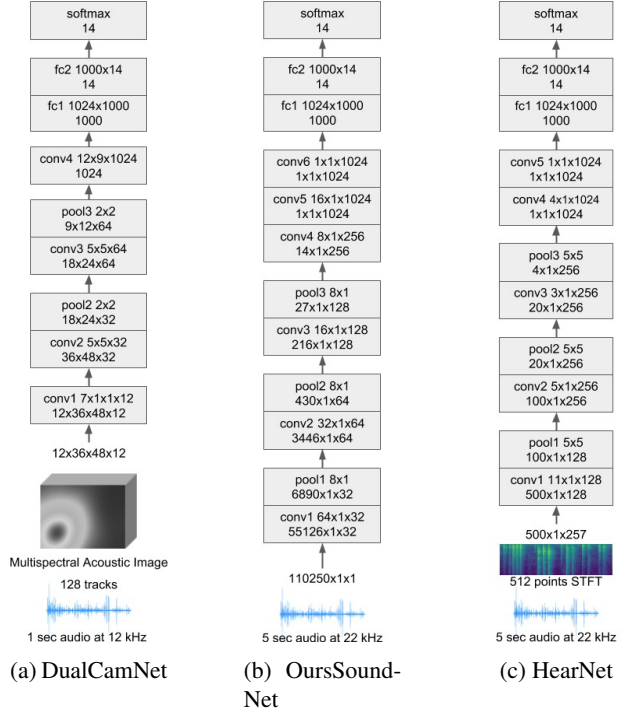 softmax
14
fc2 1000x14
14
fc1 1024x1000
1000
conv4 12x9x1024
1024
pool3 2x2
9x12x64
conv3 5x5x64
18x24x64
pool2 2x2
18x24x32
conv2 5x5x32
36x48x32
conv1 7x1x1x12
12x36x48x12
12x36x48x12
Multispectral Acoustic Image
128 tracks
1 sec audio at 12 kHz
(a) DualCamNet
softmax
14
fc2 1000x14
14
fc1 1024x1000
1000
conv6 1x1x1024
1x1x1024
conv5 16x1x1024
1x1x1024
conv4 8x1x256
14x1x256
pool3 8x1
27x1x128
conv3 16x1x128
216x1x128
pool2 8x1
430x1x64
conv2 32x1x64
3446x1x64
pool1 8x1
6890x1x32
conv1 64x1x32
55126x1x32
110250x1x1
5 sec audio at 22 kHz
(b) OursSound-
Net
softmax
14
fc2 1000x14
14
fc1 1024x1000
1000
conv5 1x1x1024
1x1x1024
conv4 4x1x1024
1x1x1024
pool3 5x5
4x1x256
conv3 3x1x256
20x1x256
pool2 5x5
20x1x256
conv2 5x1x256
100x1x256
pool1 5x5
100x1x128
conv1 11x1x128
500x1x128
500x1x257
512 points STFT
5 sec audio at 22 kHz
(c) HearNet